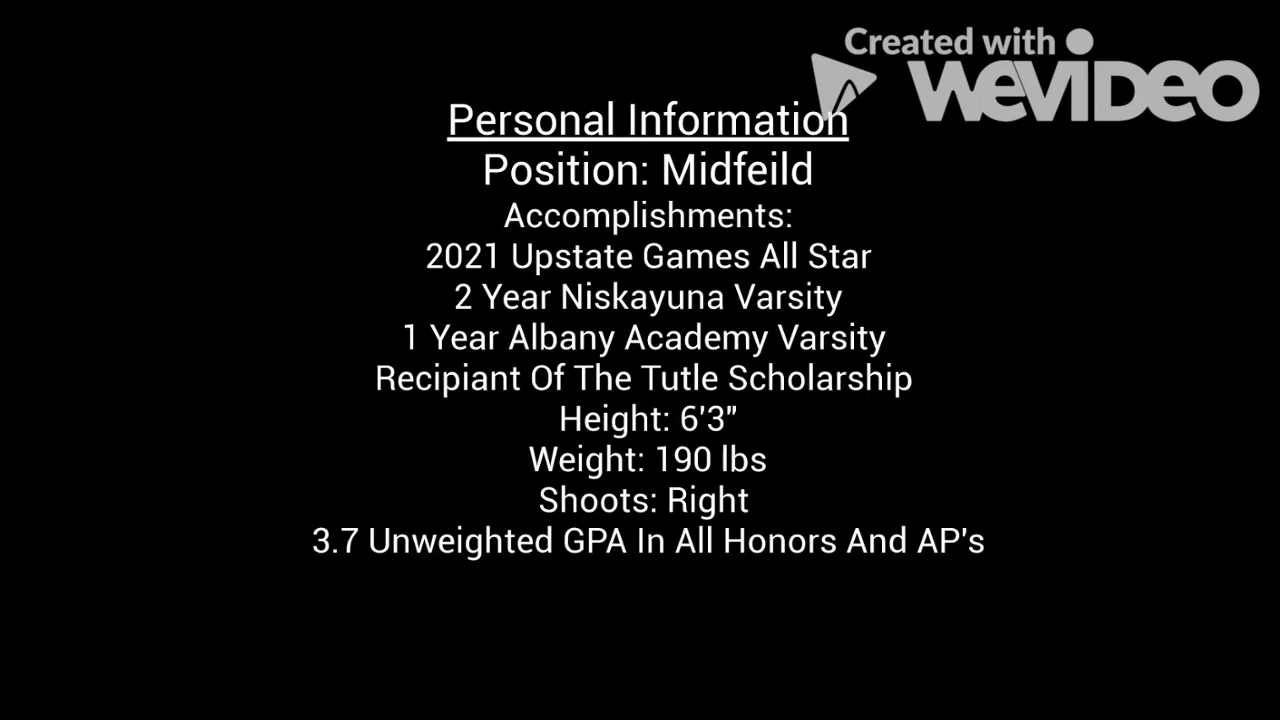 Created with
WEVIDEO
Personal Information
Position: Midfeild
Accomplishments:
2021 Upstate Games All Star
2 Year Niskayuna Varsity
1 Year Albany Academy Varsity
Recipiant Of The Tutle Scholarship
Height: 6'3"
Weight: 190 lbs
Shoots: Right
3.7 Unweighted GPA In All Honors And AP's